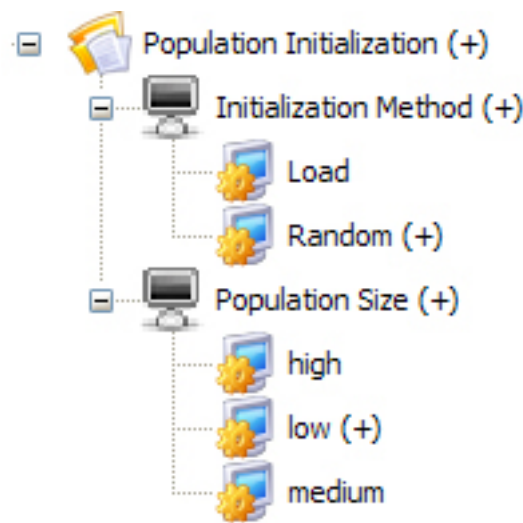 Population Initialization (+)
Initialization Method (+)
Load
Random (+)
Population Size (+)
high
low (+)
medium